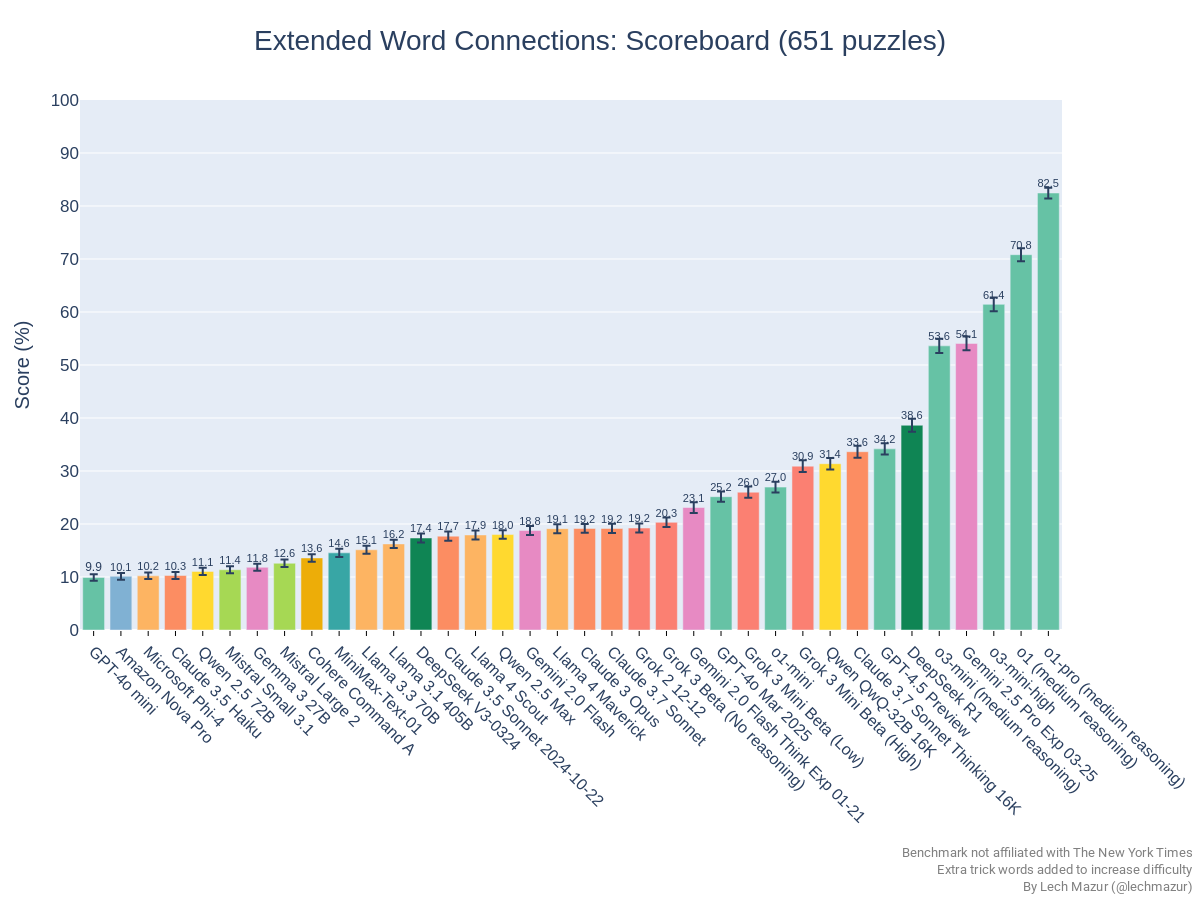 Extended Word Connections: Scoreboard (651 puzzles)
Score (%)
100
90
80
70
60
50
40
30
20
10
0
9.9
10.1
10.2
10.3
11.1
11.4
11.8
12.6
13.6
14.6
15.1
16.2
17.4
17.7
17.9
18.0
18.8
19.1
19.2
19.2
19.2
20.3
23.1
25.2
26.0
27.0
30.9
31.4
33.6
34.2
38.6
53.6
54.1
61.4
70.8
82.5
GPT-4o mini
Amazon Nova Pro
Microsoft Phi-4
Claude 3.5 Haiku
Qwen 2.5 72B
Mistral Small 3.1
Gemma 3 27B
Mistral Large 2
Cohere Command A
MiniMax-Text-01
Llama 3.3 70B
Llama 3.1 405B
DeepSeek V3-0324
Claude 3.5 Sonnet 2024-10-22
Llama 4 Scout
Qwen 2.5 Max
Gemini 2.0 Flash
Llama 4 Maverick
Claude 3 Opus
Claude 3.7 Sonnet
Grok 2 12-12
Grok 3 Beta (No reasoning)
Gemini 2.0 Flash Think Exp 01-21
GPT-4o Mar 2025
Grok 3 Mini Beta (Low)
o1-mini
Grok 3 Mini Beta (High)
Qwen QwQ-32B 16K
Claude 3.7 Sonnet Thinking 16K
GPT-4.5 Preview
DeepSeek R1
o3-mini (medium reasoning)
Gemini 2.5 Pro Exp 03-25
o3-mini-high
o1 (medium reasoning)
o1-pro (medium reasoning)
Benchmark not affiliated with The New York Times
Extra trick words added to increase difficulty
By Lech Mazur (@lechmazur)